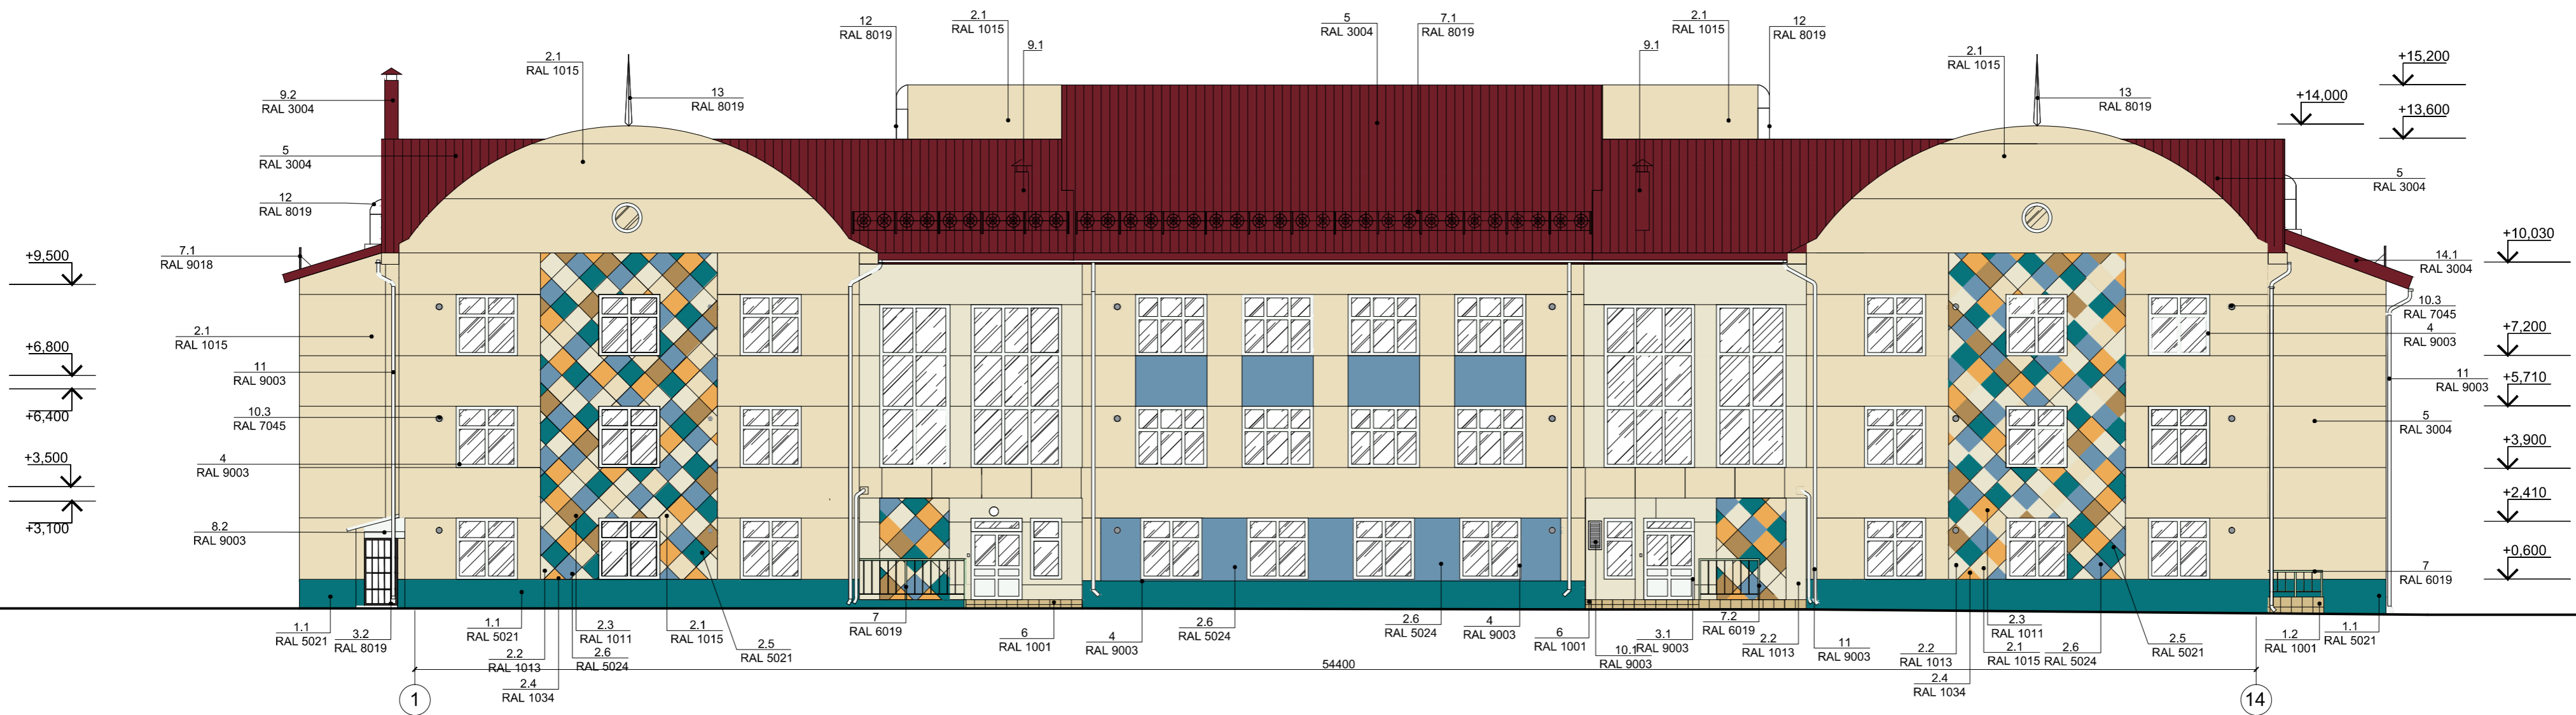 12
RAL 8019
2.1
RAL 1015
5
RAL 3004
7.1
RAL 8019
2.1
RAL 1015
12
RAL 8019
9.1
9.1
2.1
RAL 1015
2.1
RAL 1015
+15,200
9.2
RAL 3004
13
RAL 8019
13
RAL 8019
+14,000
+13,600
5
RAL 3004
5
RAL 3004
12
RAL 8019
7.1
RAL 9018
+9,500
+10,030
14.1
RAL 3004
10.3
RAL 7045
2.1
RAL 1015
4
RAL 9003
+7,200
+6,800
11
RAL 9003
11
RAL 9003
+5,710
+6,400
10.3
RAL 7045
5
RAL 3004
+3,900
+3,500
4
RAL 9003
+2,410
+3,100
8.2
RAL 9003
+0,600
7
RAL 6019
1.1
RAL 5021
3.2
RAL 8019
1.1
RAL 5021
2.3
RAL 1011
2.1
RAL 1015
2.5
RAL 5021
2.2
RAL 1013
2.6
RAL 5024
2.4
RAL 1034
7
RAL 6019
6
RAL 1001
4
RAL 9003
2.6
RAL 5024
2.6
RAL 5024
4
RAL 9003
6
RAL 1001
10.1
RAL 9003
3.1
RAL 9003
7.2
RAL 6019
2.2
RAL 1013
11
RAL 9003
2.2
RAL 1013
2.3
RAL 1011
2.1
RAL 1015
2.6
RAL 5024
2.5
RAL 5021
2.4
RAL 1034
1.2
RAL 1001
1.1
RAL 5021
54400
1
14